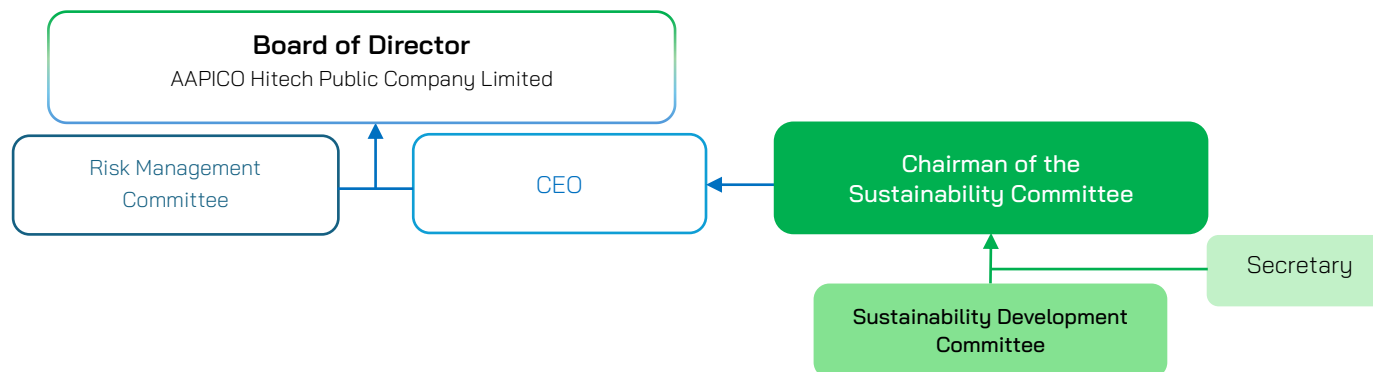 Board of Director
AAPICO Hitech Public Company Limited
Risk Management
Committee
CEO
Chairman of the
Sustainability Committee
Secretary
Sustainability Development
Committee